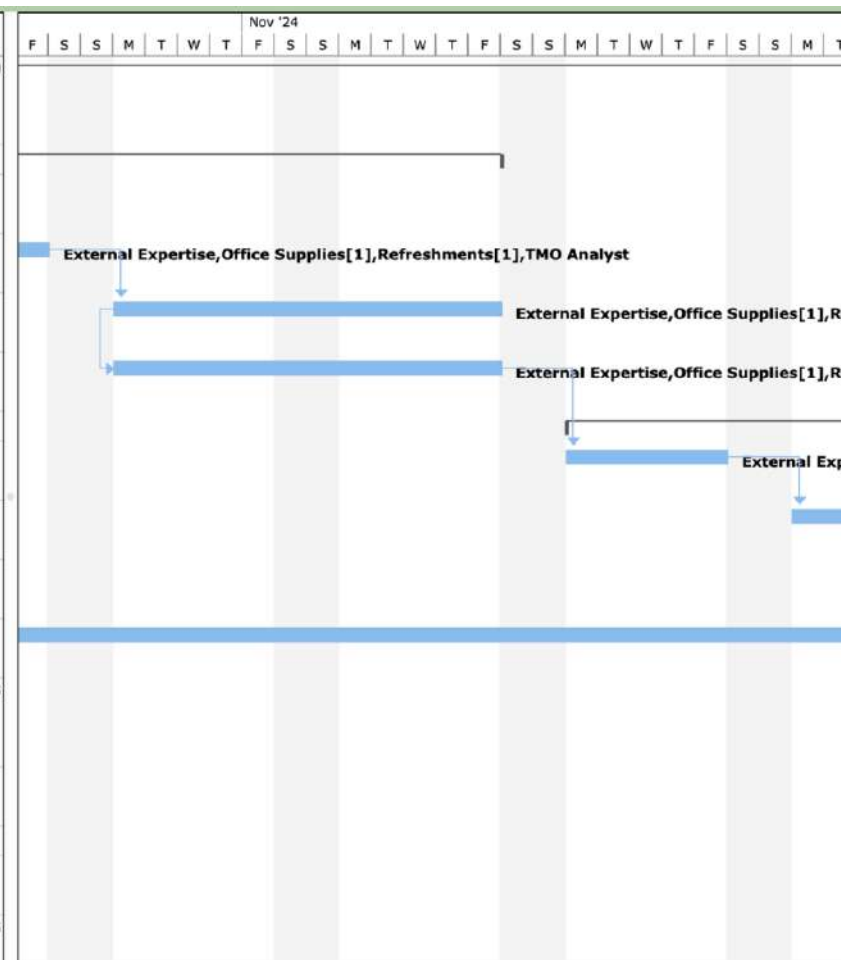 Nov '24
F S S M T W T F S S M T W T F S S M T W T F S S M T
External Expertise,Office Supplies[1],Refreshments[1],TMO Analyst
External Expertise,Office Supplies[1],R
External Expertise,Office Supplies[1],R
External Exp